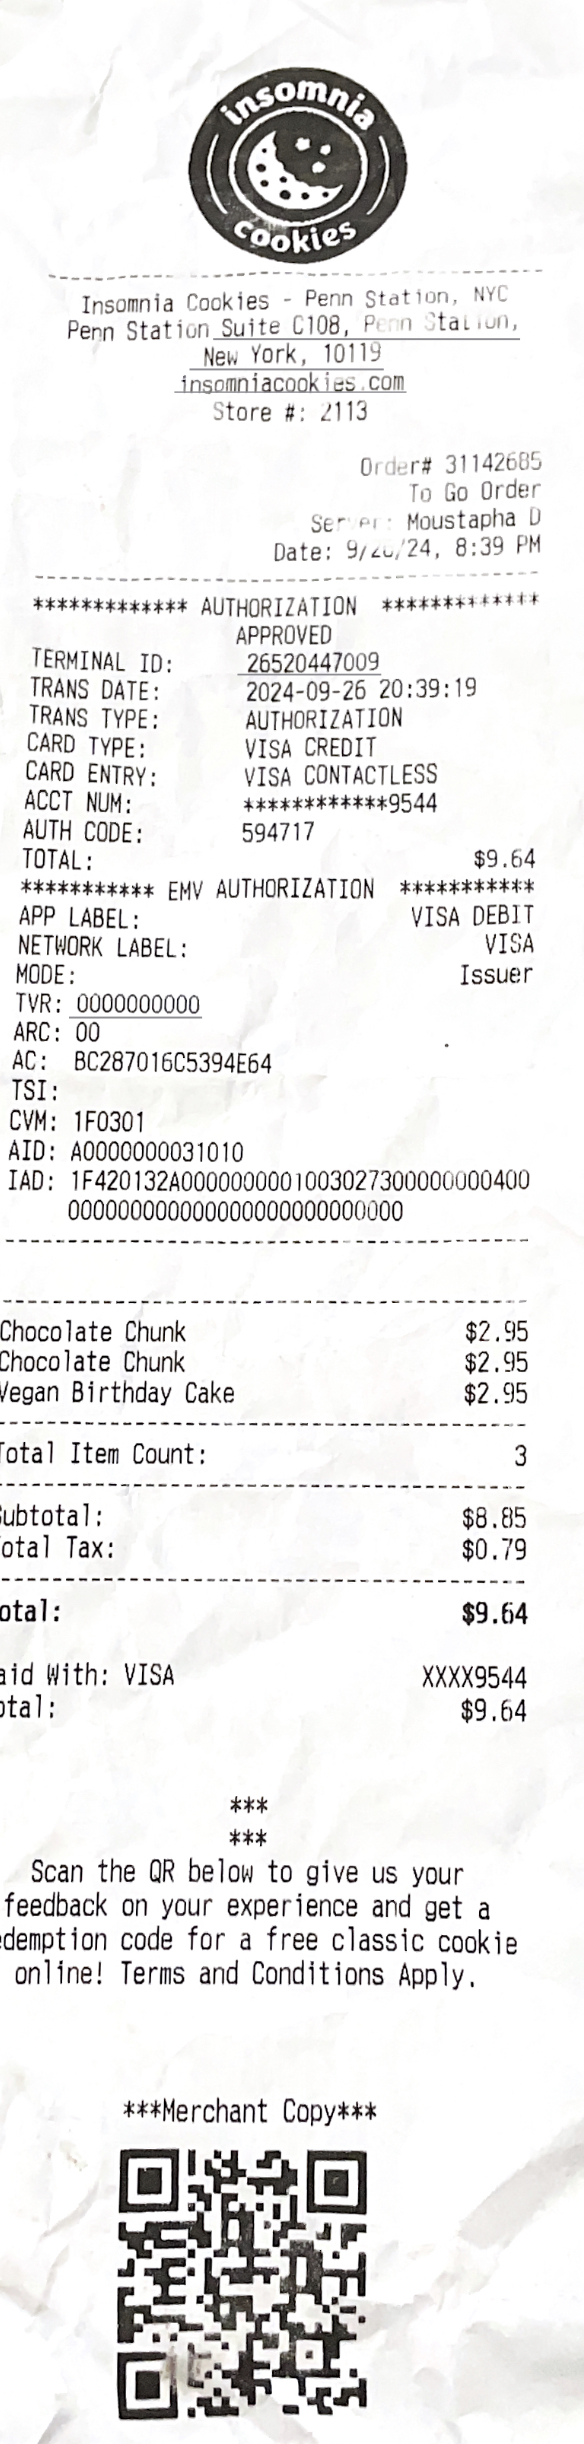 insomnia
cookies
Insomnia Cookies - Penn Station, NYC
Penn Station Suite C108, Penn Station,
New York, 10119
insomniacookies.com
Store #: 2113
Order# 31142685
To Go Order
Server: Moustapha D
Date: 9/26/24, 8:39 PM
************* AUTHORIZATION *************
APPROVED
TERMINAL ID: 26520447009
TRANS DATE: 2024-09-26 20:39:19
TRANS TYPE: AUTHORIZATION
CARD TYPE: VISA CREDIT
CARD ENTRY: VISA CONTACTLESS
ACCT NUM: ************9544
AUTH CODE: 594717
TOTAL: $9.64
*********** EMV AUTHORIZATION ***********
APP LABEL: VISA DEBIT
NETWORK LABEL: VISA
MODE: Issuer
TVR: 0000000000
ARC: 00
AC: BC287016C5394E64
TSI:
CVM: 1F0301
AID: A0000000031010
IAD: 1F420132A0000000001003027300000000400
0000000000000000000000000000
Chocolate Chunk $2.95
Chocolate Chunk $2.95
Vegan Birthday Cake $2.95
Total Item Count: 3
Subtotal: $8.85
Total Tax: $0.79
otal: $9.64
aid With: VISA XXXX9544
otal: $9.64
***
***
Scan the QR below to give us your
feedback on your experience and get a
edemption code for a free classic cookie
online! Terms and Conditions Apply.
***Merchant Copy***